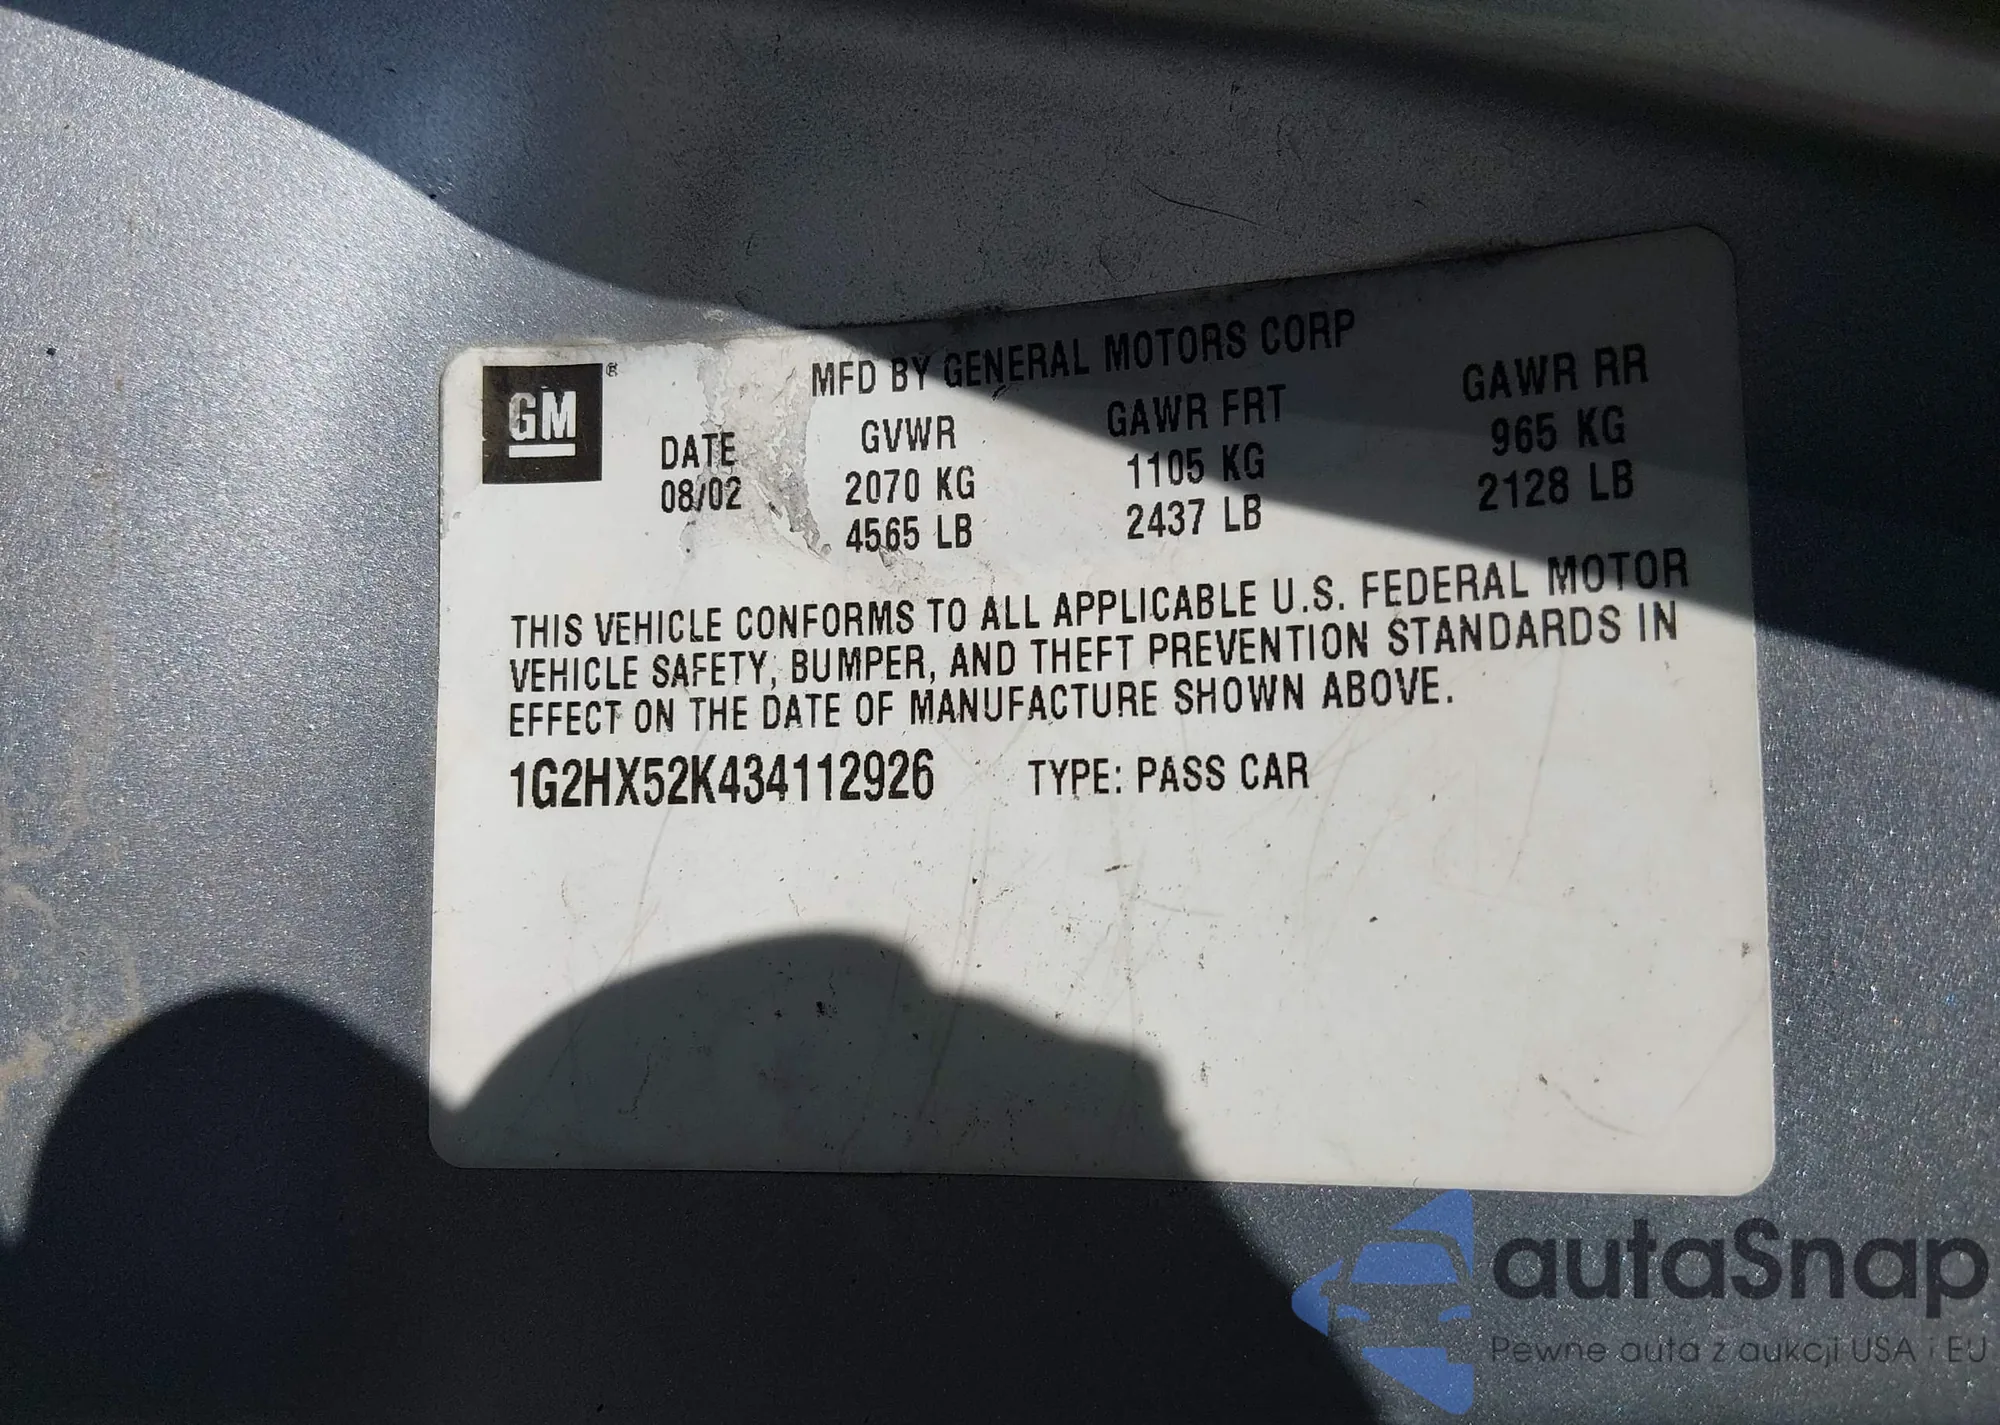 GM®
MFD BY GENERAL MOTORS CORP
DATE GVWR GAWR FRT GAWR RR
08/02 2070 KG 1105 KG 965 KG
4565 LB 2437 LB 2128 LB
THIS VEHICLE CONFORMS TO ALL APPLICABLE U.S. FEDERAL MOTOR
VEHICLE SAFETY, BUMPER, AND THEFT PREVENTION STANDARDS IN
EFFECT ON THE DATE OF MANUFACTURE SHOWN ABOVE.
1G2HX52K434112926 TYPE: PASS CAR
autaSnap
Pewne auta z aukcji USA i EU